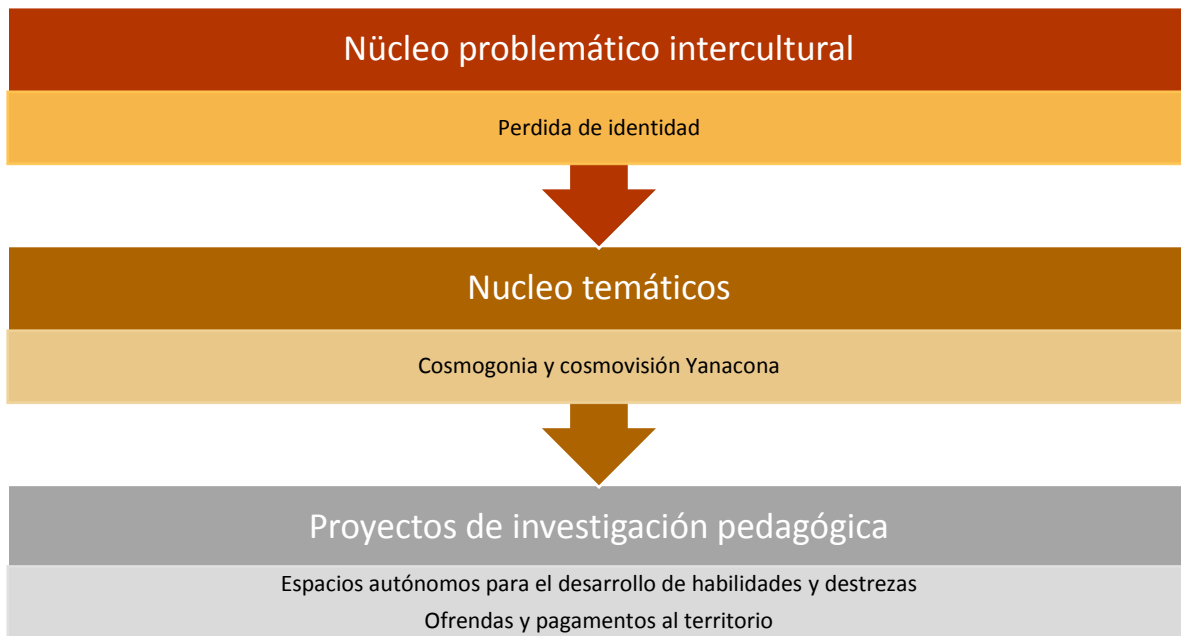 Nücleo problemático intercultural
Perdida de identidad
Nucleo temáticos
Cosmogonia y cosmovisión Yanacona
Proyectos de investigación pedagógica
Espacios autónomos para el desarrollo de habilidades y destrezas
Ofrendas y pagamentos al territorio